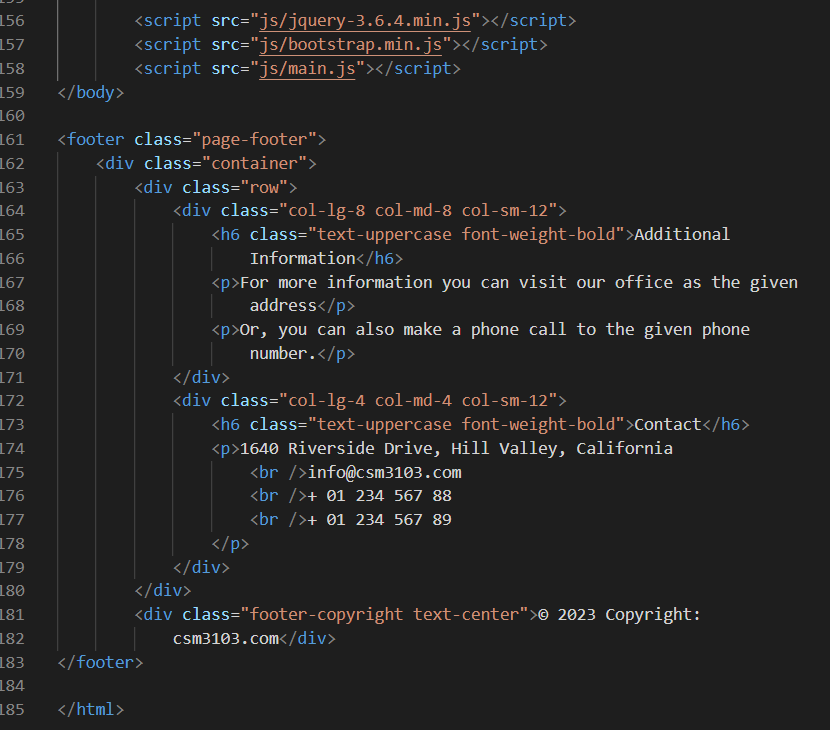 155
156 <script src="js/jquery-3.6.4.min.js"></script>
157 <script src="js/bootstrap.min.js"></script>
158 <script src="js/main.js"></script>
159 </body>
160
161 <footer class="page-footer">
162 <div class="container">
163 <div class="row">
164 <div class="col-lg-8 col-md-8 col-sm-12">
165 <h6 class="text-uppercase font-weight-bold">Additional
166 Information</h6>
167 <p>For more information you can visit our office as the given
168 address</p>
169 <p>Or, you can also make a phone call to the given phone
170 number.</p>
171 </div>
172 <div class="col-lg-4 col-md-4 col-sm-12">
173 <h6 class="text-uppercase font-weight-bold">Contact</h6>
174 <p>1640 Riverside Drive, Hill Valley, California
175 <br />info@csm3103.com
176 <br />+ 01 234 567 88
177 <br />+ 01 234 567 89
178 </p>
179 </div>
180 </div>
181 <div class="footer-copyright text-center">© 2023 Copyright:
182 csm3103.com</div>
183 </footer>
184
185 </html>